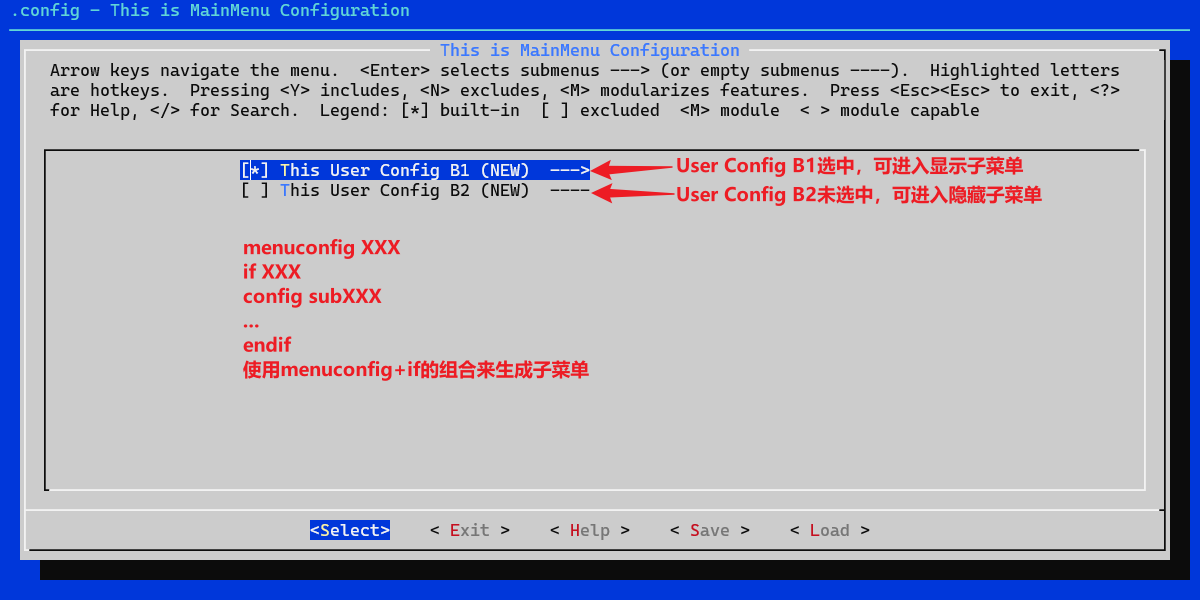 .config - This is MainMenu Configuration
This is MainMenu Configuration
Arrow keys navigate the menu.  <Enter> selects submenus ---> (or empty submenus ----).  Highlighted letters
are hotkeys.  Pressing <Y> includes, <N> excludes, <M> modularizes features.  Press <Esc><Esc> to exit, <?>
for Help, </> for Search.  Legend: [*] built-in  [ ] excluded  <M> module  < > module capable
[*] This User Config B1 (NEW)  ---> User Config B1选中，可进入显示子菜单
[ ] This User Config B2 (NEW)  ---- User Config B2未选中，可进入隐藏子菜单
menuconfig XXX
if XXX
config subXXX
...
endif
使用menuconfig+if的组合来生成子菜单
<Select>    < Exit >    < Help >    < Save >    < Load >